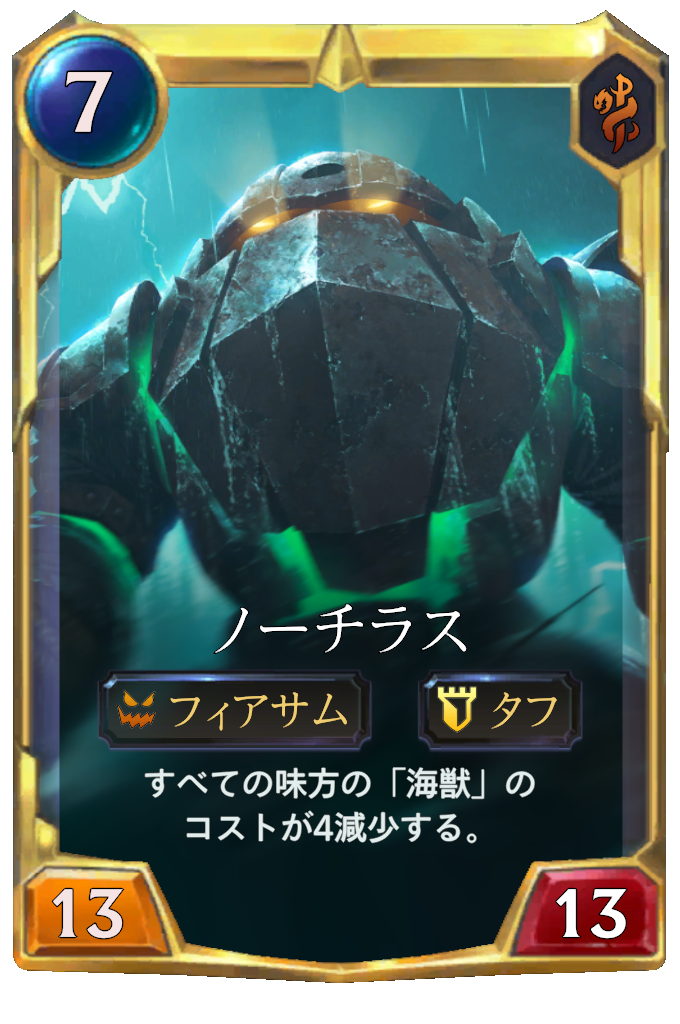 7
ノーチラス
フィアサム タフ
すべての味方の「海獣」の
コストが4減少する。
13 13